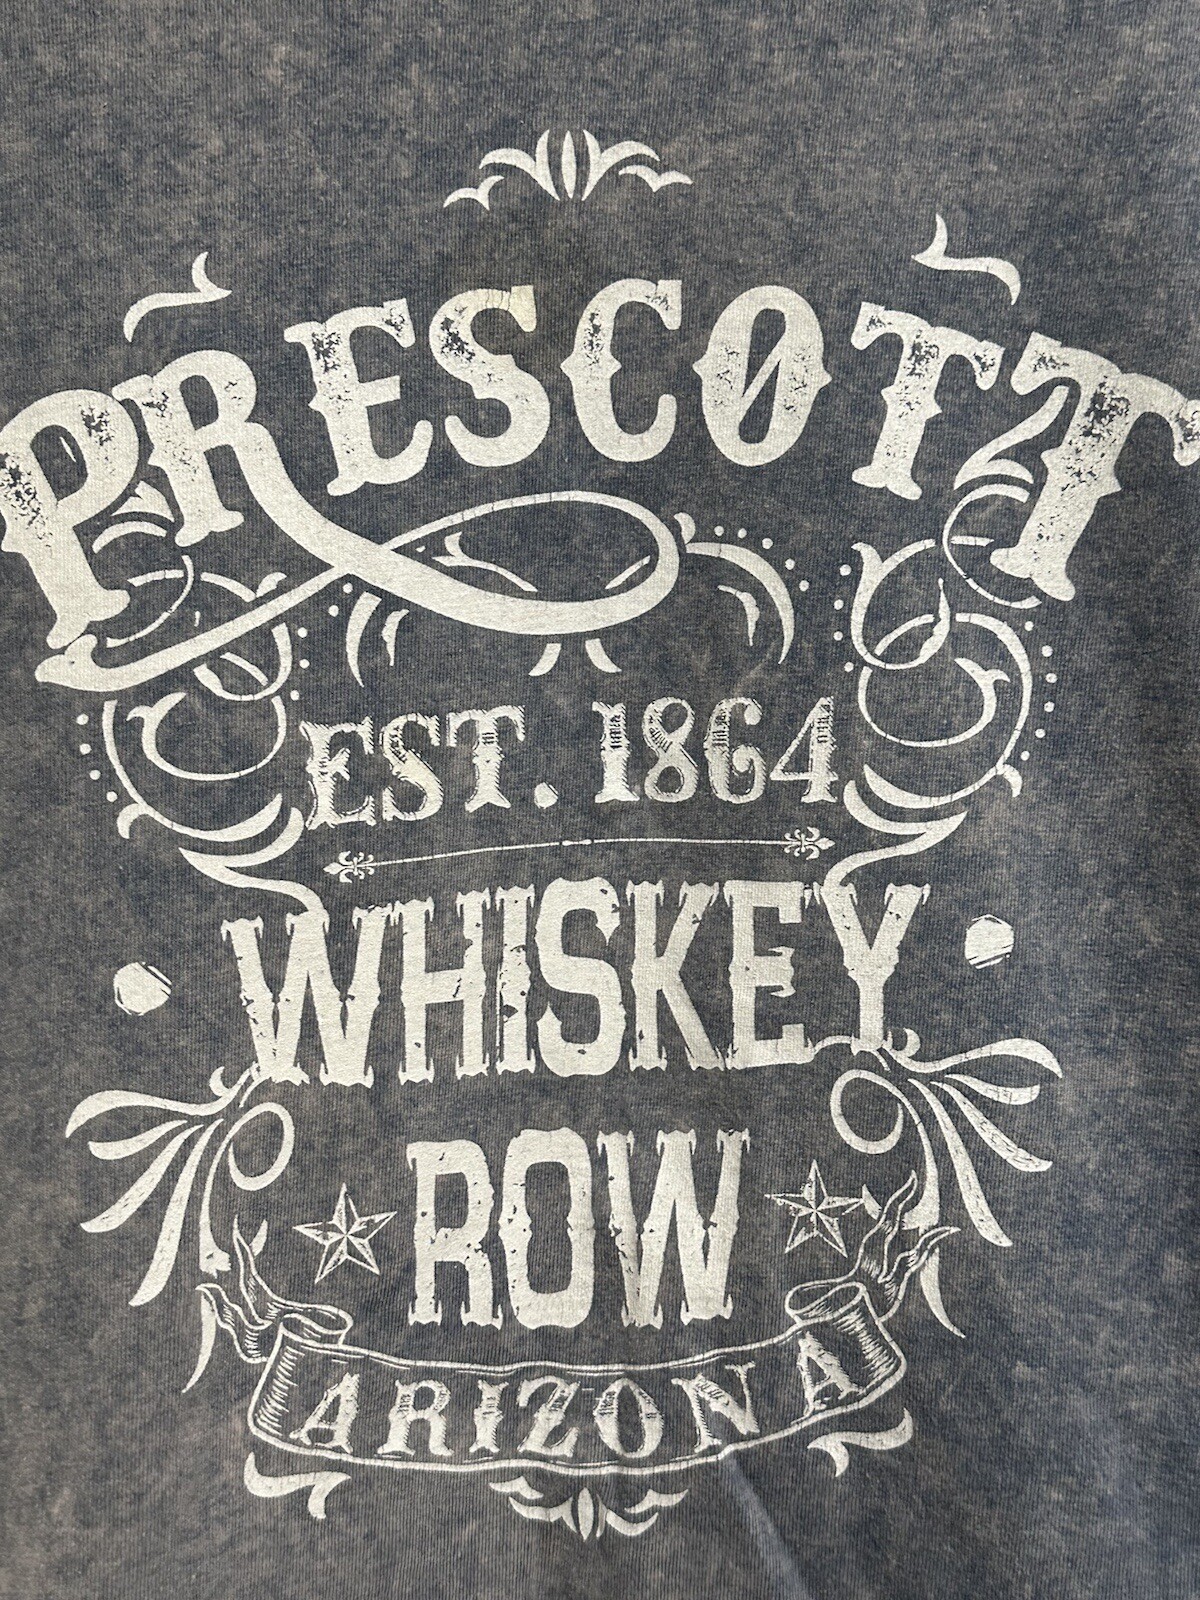 PRESCOTT
EST. 1864
WHISKEY
ROW
ARIZONA